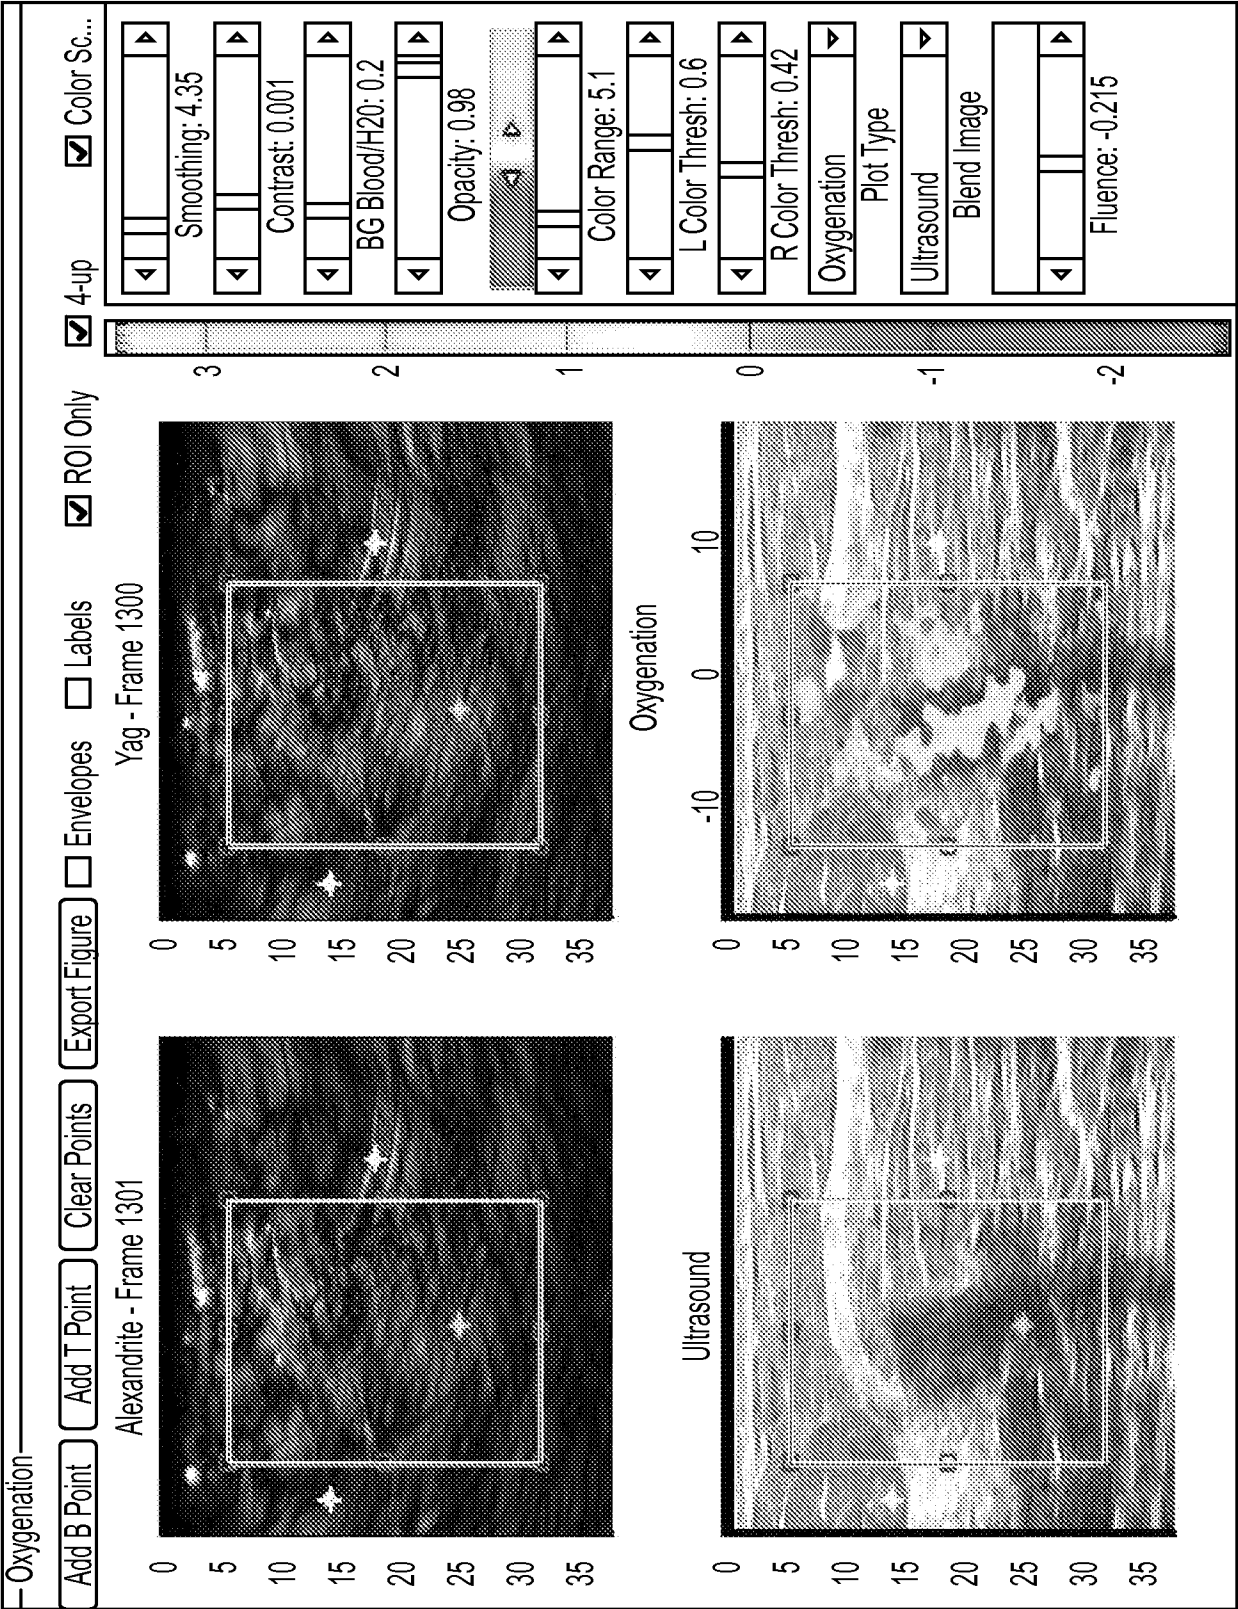 Oxygenation
Add B Point Add T Point Clear Points Export Figure Envelopes Labels ROI Only 4-up Color Sc...
Alexandrite - Frame 1301
0
5
10
15
20
25
30
35
Yag - Frame 1300
0
5
10
15
20
25
30
35
Ultrasound
0
5
10
15
20
25
30
35
Oxygenation
-10 0 10
0
5
10
15
20
25
30
35
3
2
1
0
-1
-2
Smoothing: 4.35
Contrast: 0.001
BG Blood/H20: 0.2
Opacity: 0.98
Color Range: 5.1
L Color Thresh: 0.6
R Color Thresh: 0.42
Oxygenation
Plot Type
Ultrasound
Blend Image
Fluence: -0.215